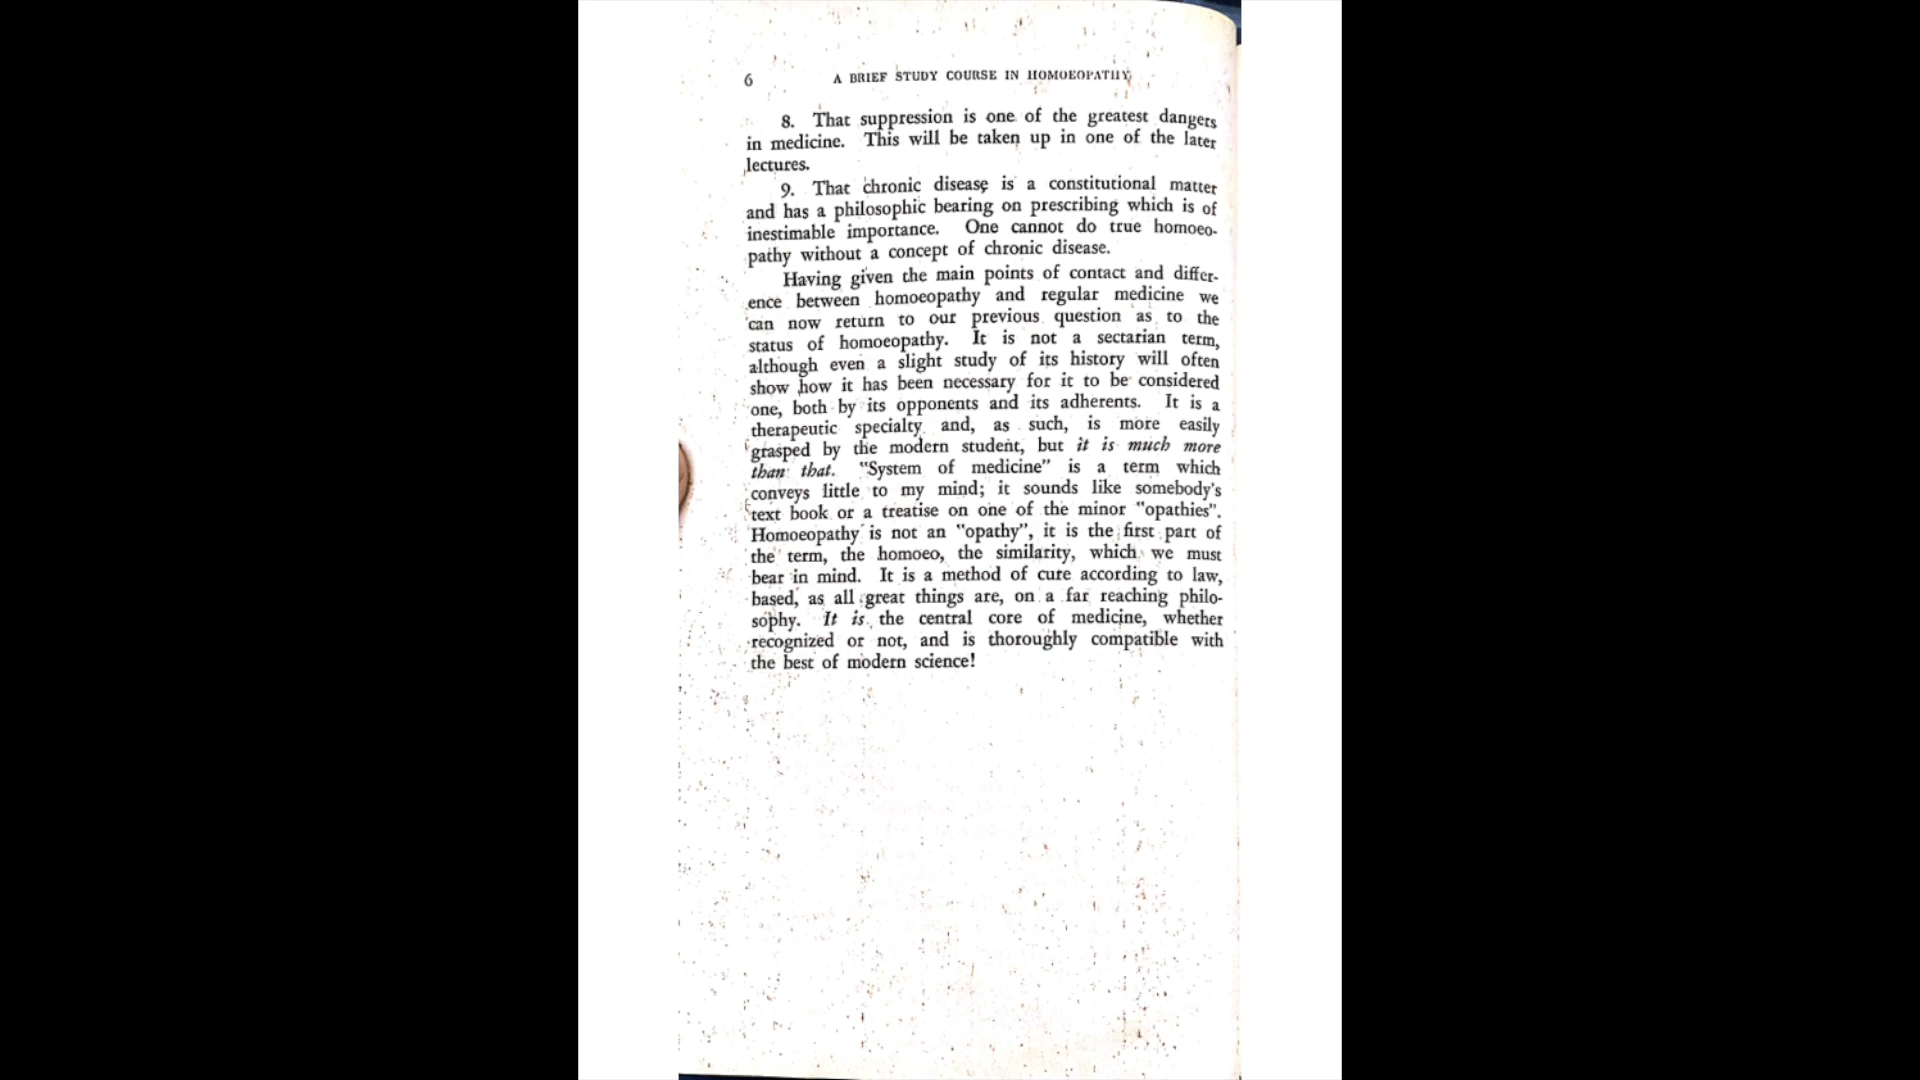 6 A BRIEF STUDY COURSE IN HOMOEOPATHY
8. That suppression is one of the greatest dangers
in medicine. This will be taken up in one of the later
lectures.
9. That chronic disease is a constitutional matter
and has a philosophic bearing on prescribing which is of
inestimable importance. One cannot do true homoeo-
pathy without a concept of chronic disease.
Having given the main points of contact and differ-
ence between homoeopathy and regular medicine we
can now return to our previous question as to the
status of homoeopathy. It is not a sectarian term,
although even a slight study of its history will often
show how it has been necessary for it to be considered
one, both by its opponents and its adherents. It is a
therapeutic specialty and, as such, is more easily
grasped by the modern student, but it is much more
than that. "System of medicine" is a term which
conveys little to my mind; it sounds like somebody's
text book or a treatise on one of the minor "opathies".
Homoeopathy is not an "opathy", it is the first part of
the term, the homoeo, the similarity, which we must
bear in mind. It is a method of cure according to law,
based, as all great things are, on a far reaching philo-
sophy. It is the central core of medicine, whether
recognized or not, and is thoroughly compatible with
the best of modern science!